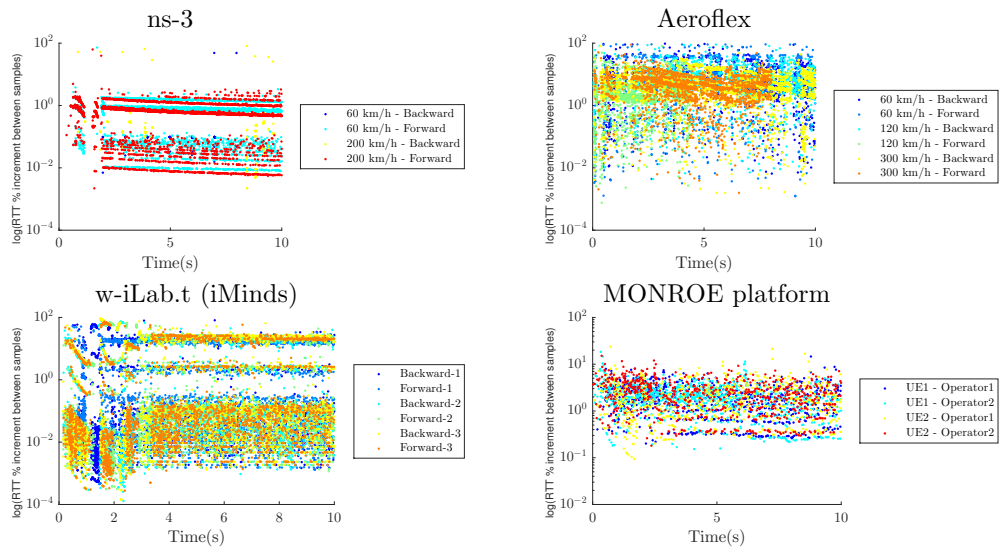 ns-3
log(RTT % increment between samples)
10^2
10^0
10^-2
10^-4
0
5
10
Time(s)
60 km/h - Backward
60 km/h - Forward
200 km/h - Backward
200 km/h - Forward
Aeroflex
log(RTT % increment between samples)
10^2
10^0
10^-2
10^-4
0
5
10
Time(s)
60 km/h - Backward
60 km/h - Forward
120 km/h - Backward
120 km/h - Forward
300 km/h - Backward
300 km/h - Forward
w-iLab.t (iMinds)
log(RTT % increment between samples)
10^2
10^0
10^-2
10^-4
0
2
4
6
8
10
Time(s)
Backward-1
Forward-1
Backward-2
Forward-2
Backward-3
Forward-3
MONROE platform
log(RTT % increment between samples)
10^2
10^1
10^0
10^-1
10^-2
0
5
10
Time(s)
UE1 - Operator1
UE1 - Operator2
UE2 - Operator1
UE2 - Operator2